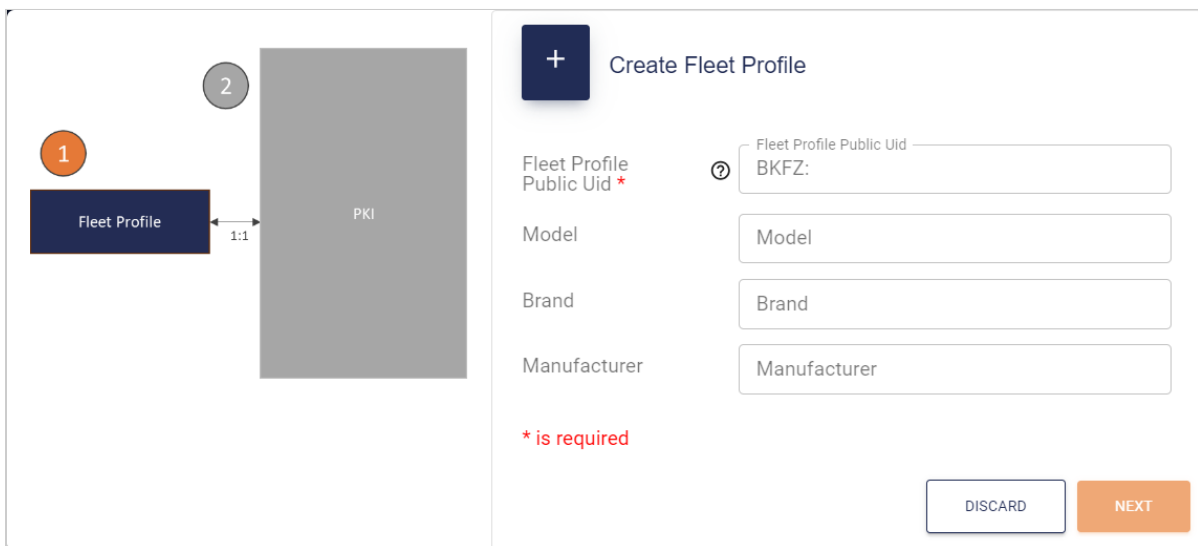 2
1
Fleet Profile
1:1
PKI
+
Create Fleet Profile
Fleet Profile
Public Uid *
?
Fleet Profile Public Uid
BKFZ:
Model
Model
Brand
Brand
Manufacturer
Manufacturer
* is required
DISCARD
NEXT